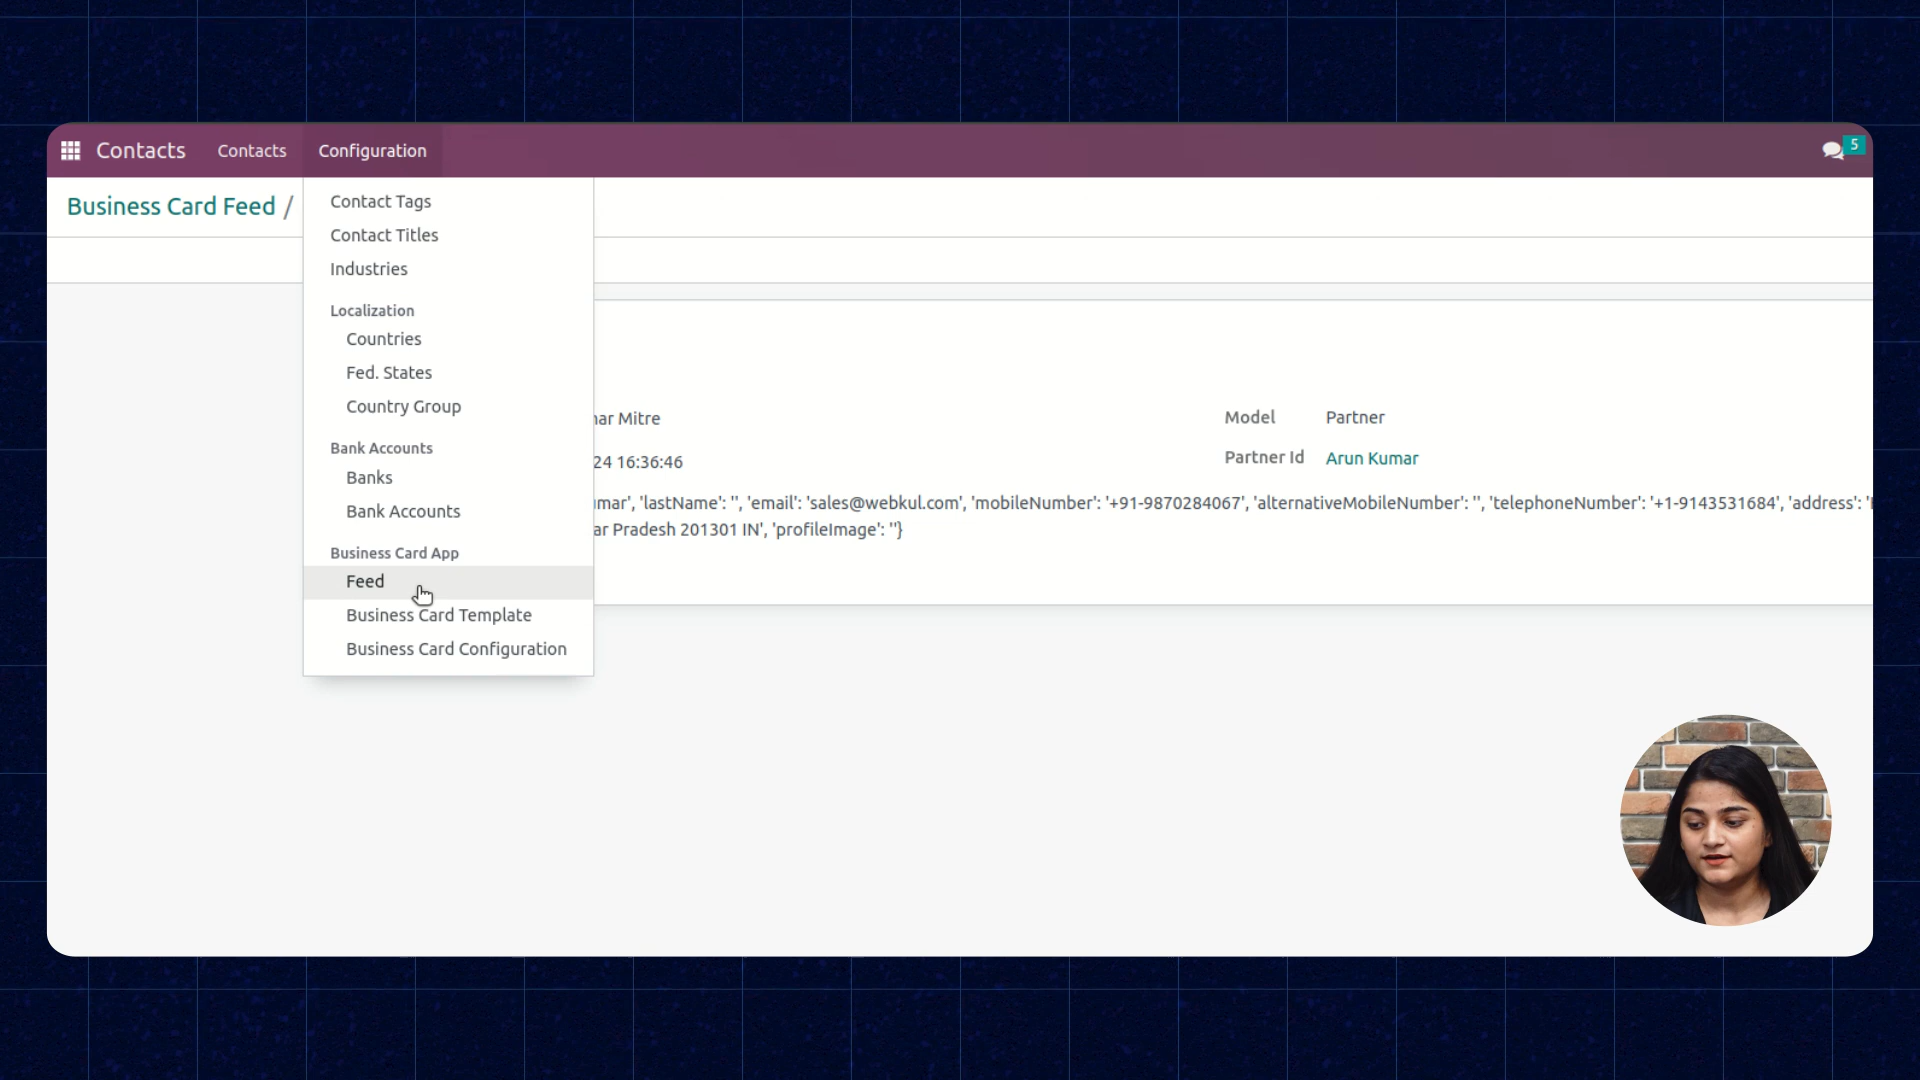 Contacts Contacts Configuration 5
Business Card Feed /
Contact Tags
Contact Titles
Industries
Localization
Countries
Fed. States
Country Group
Bank Accounts
Banks
Bank Accounts
Business Card App
Feed
Business Card Template
Business Card Configuration
Mitre
Model Partner
24 16:36:46
Partner Id Arun Kumar
'lastName': '', 'email': 'sales@webkul.com', 'mobileNumber': '+91-9870284067', 'alternativeMobileNumber': '', 'telephoneNumber': '+1-9143531684', 'address':
Pradesh 201301 IN', 'profileImage': ''}